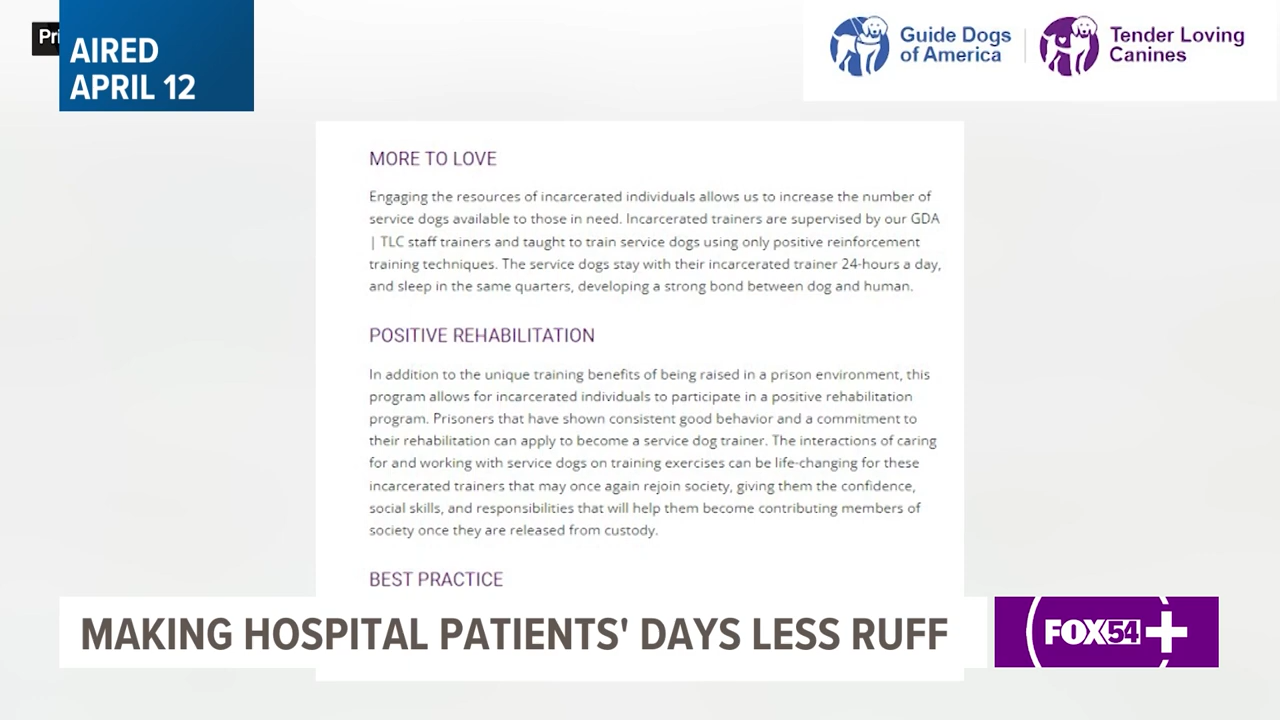 Pri
AIRED
APRIL 12
Guide Dogs
of America
Tender Loving
Canines
MORE TO LOVE
Engaging the resources of incarcerated individuals allows us to increase the number of
service dogs available to those in need. Incarcerated trainers are supervised by our GDA
| TLC staff trainers and taught to train service dogs using only positive reinforcement
training techniques. The service dogs stay with their incarcerated trainer 24-hours a day,
and sleep in the same quarters, developing a strong bond between dog and human.
POSITIVE REHABILITATION
In addition to the unique training benefits of being raised in a prison environment, this
program allows for incarcerated individuals to participate in a positive rehabilitation
program. Prisoners that have shown consistent good behavior and a commitment to
their rehabilitation can apply to become a service dog trainer. The interactions of caring
for and working with service dogs on training exercises can be life-changing for these
incarcerated trainers that may once again rejoin society, giving them the confidence,
social skills, and responsibilities that will help them become contributing members of
society once they are released from custody.
BEST PRACTICE
MAKING HOSPITAL PATIENTS' DAYS LESS RUFF
FOX54+